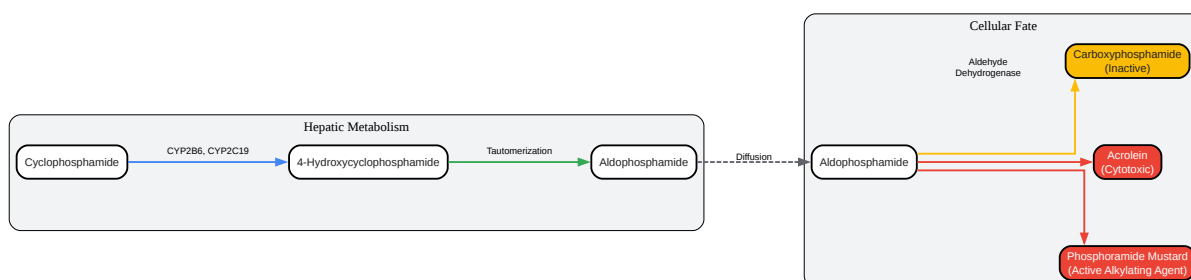 Hepatic Metabolism
Cyclophosphamide
CYP2B6, CYP2C19
4-Hydroxycyclophosphamide
Tautomerization
Aldophosphamide
Diffusion
Cellular Fate
Aldophosphamide
Aldehyde
Dehydrogenase
Carboxyphosphamide
(Inactive)
Acrolein
(Cytotoxic)
Phosphoramide Mustard
(Active Alkylating Agent)